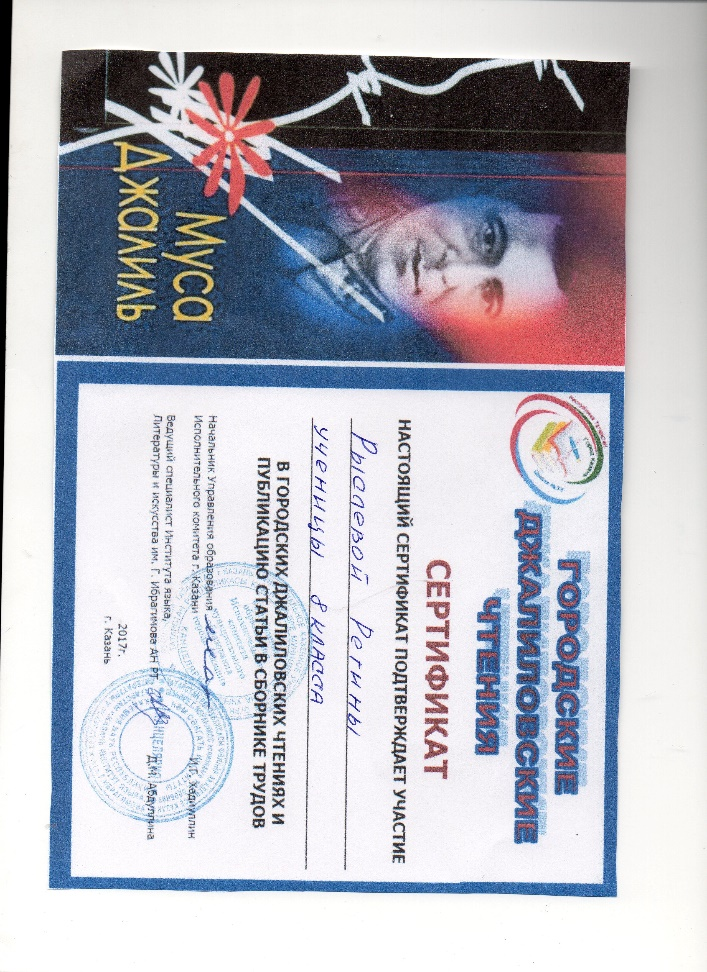 Муса
Джалиль
ГОРОДСКИЕ
ДЖАЛИЛОВСКИЕ
ЧТЕНИЯ
СЕРТИФИКАТ
НАСТОЯЩИЙ СЕРТИФИКАТ ПОДТВЕРЖДАЕТ УЧАСТИЕ
Рысаевой Регины
ученицы 8 класса
В ГОРОДСКИХ ДЖАЛИЛОВСКИХ ЧТЕНИЯХ И
ПУБЛИКАЦИЮ СТАТЬИ В СБОРНИКЕ ТРУДОВ
Начальник Управления образования
Исполнительного комитета г. Казани И.Г. Хадиуллин
Ведущий специалист Института языка,
Литературы и искусства им. Г. Ибрагимова АН РТ Д.М. Абдуллина
2017г.
г. Казань